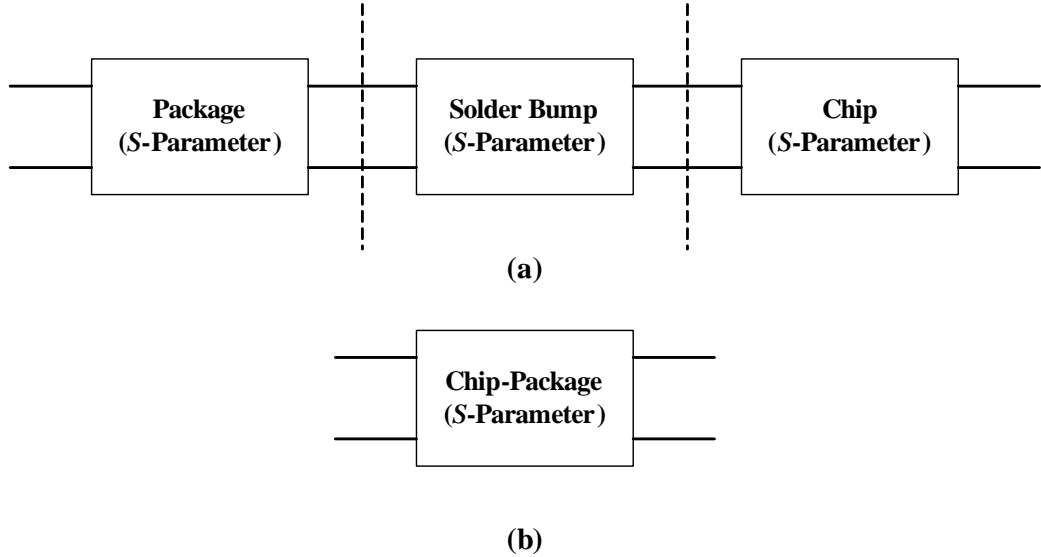 Package
(S-Parameter)
Solder Bump
(S-Parameter)
Chip
(S-Parameter)
(a)
Chip-Package
(S-Parameter)
(b)